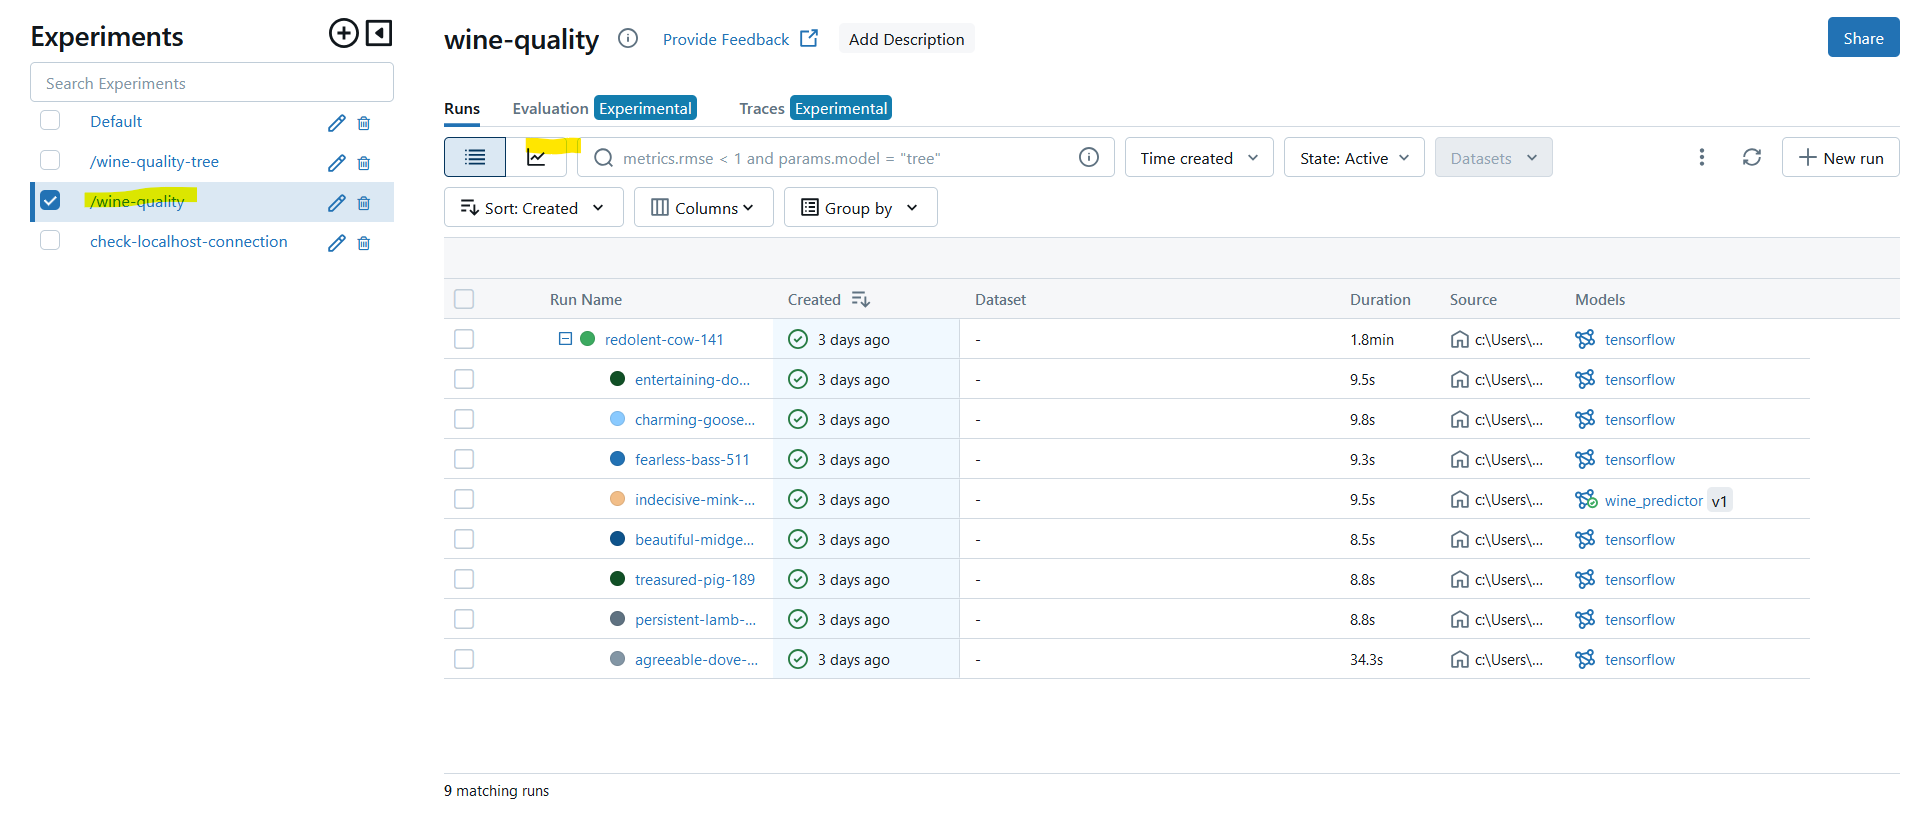 Experiments
Search Experiments
Default
/wine-quality-tree
/wine-quality
check-localhost-connection
wine-quality Provide Feedback Add Description Share
Runs Evaluation Experimental Traces Experimental
metrics.rmse < 1 and params.model = "tree" Time created State: Active Datasets New run
Sort: Created Columns Group by
Run Name Created Dataset Duration Source Models
redolent-cow-141 3 days ago - 1.8min c:\Users\... tensorflow
entertaining-do... 3 days ago - 9.5s c:\Users\... tensorflow
charming-goose... 3 days ago - 9.8s c:\Users\... tensorflow
fearless-bass-511 3 days ago - 9.3s c:\Users\... tensorflow
indecisive-mink-... 3 days ago - 9.5s c:\Users\... wine_predictor v1
beautiful-midge... 3 days ago - 8.5s c:\Users\... tensorflow
treasured-pig-189 3 days ago - 8.8s c:\Users\... tensorflow
persistent-lamb-... 3 days ago - 8.8s c:\Users\... tensorflow
agreeable-dove-... 3 days ago - 34.3s c:\Users\... tensorflow
9 matching runs